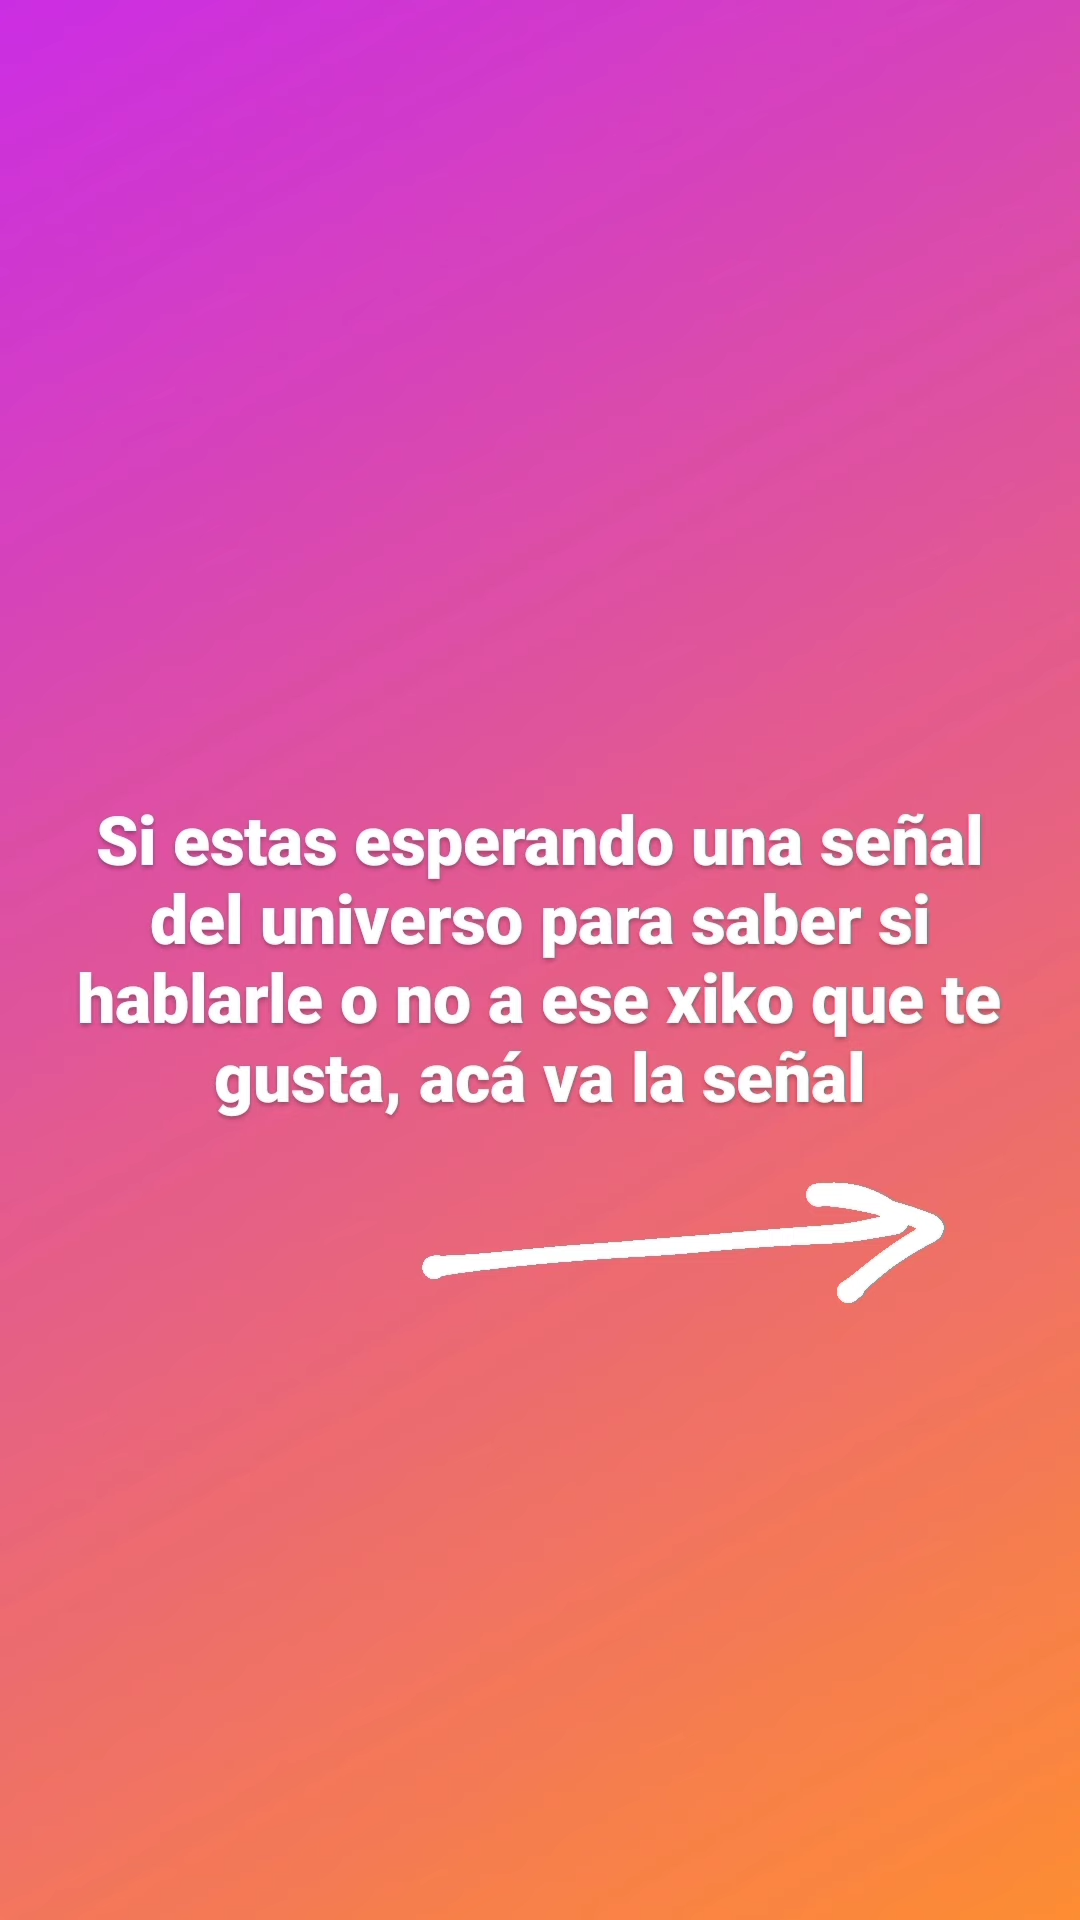 Si estas esperando una señal
del universo para saber si
hablarle o no a ese xiko que te
gusta, acá va la señal